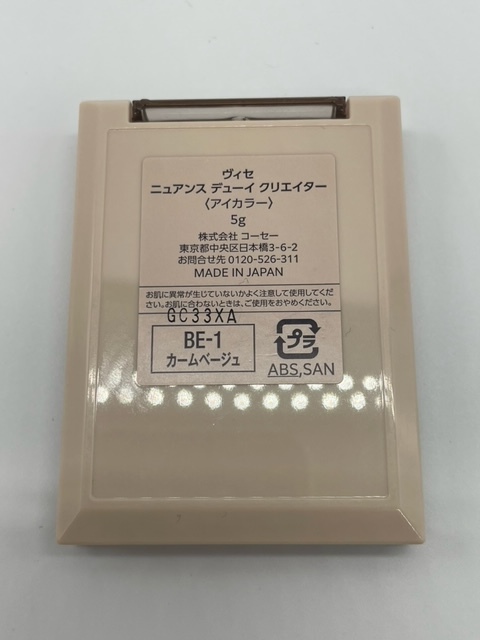 ヴィセ
ニュアンス デューイ クリエイター
〈アイカラー〉
5g
株式会社 コーセー
東京都中央区日本橋3-6-2
お問合せ先 0120-526-311
MADE IN JAPAN
お肌に異常が生じていないかよく注意して使用してくだ
さい。お肌に合わないときは、ご使用をおやめください。
GC33XA
BE-1
カームベージュ
プラ
ABS,SAN